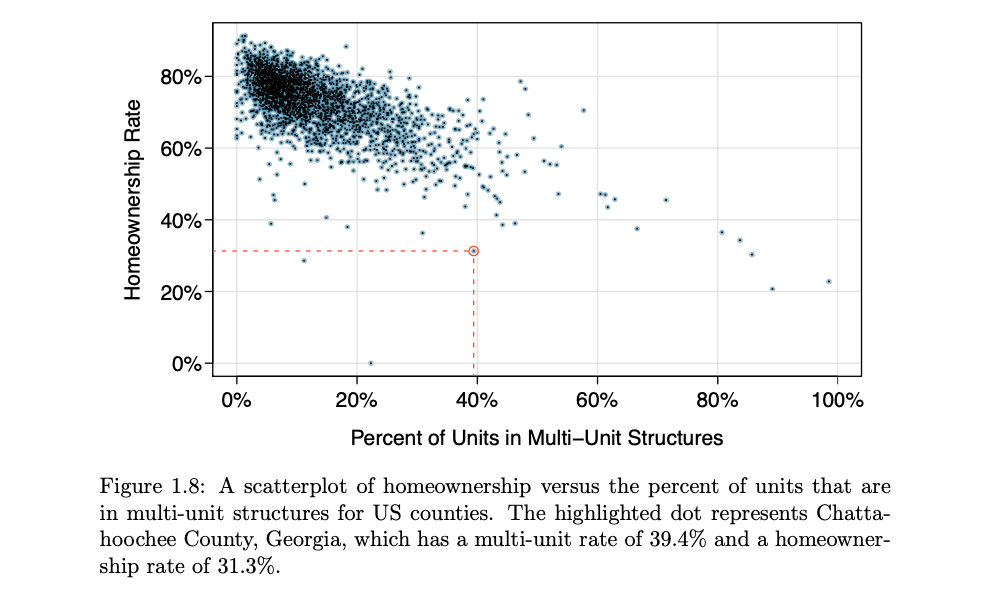 80%
60%
40%
20%
0%
Homeownership Rate
0%
20%
40%
60%
80%
100%
Percent of Units in Multi−Unit Structures
Figure 1.8: A scatterplot of homeownership versus the percent of units that are
in multi-unit structures for US counties. The highlighted dot represents Chatta-
hoochee County, Georgia, which has a multi-unit rate of 39.4% and a homeowner-
ship rate of 31.3%.